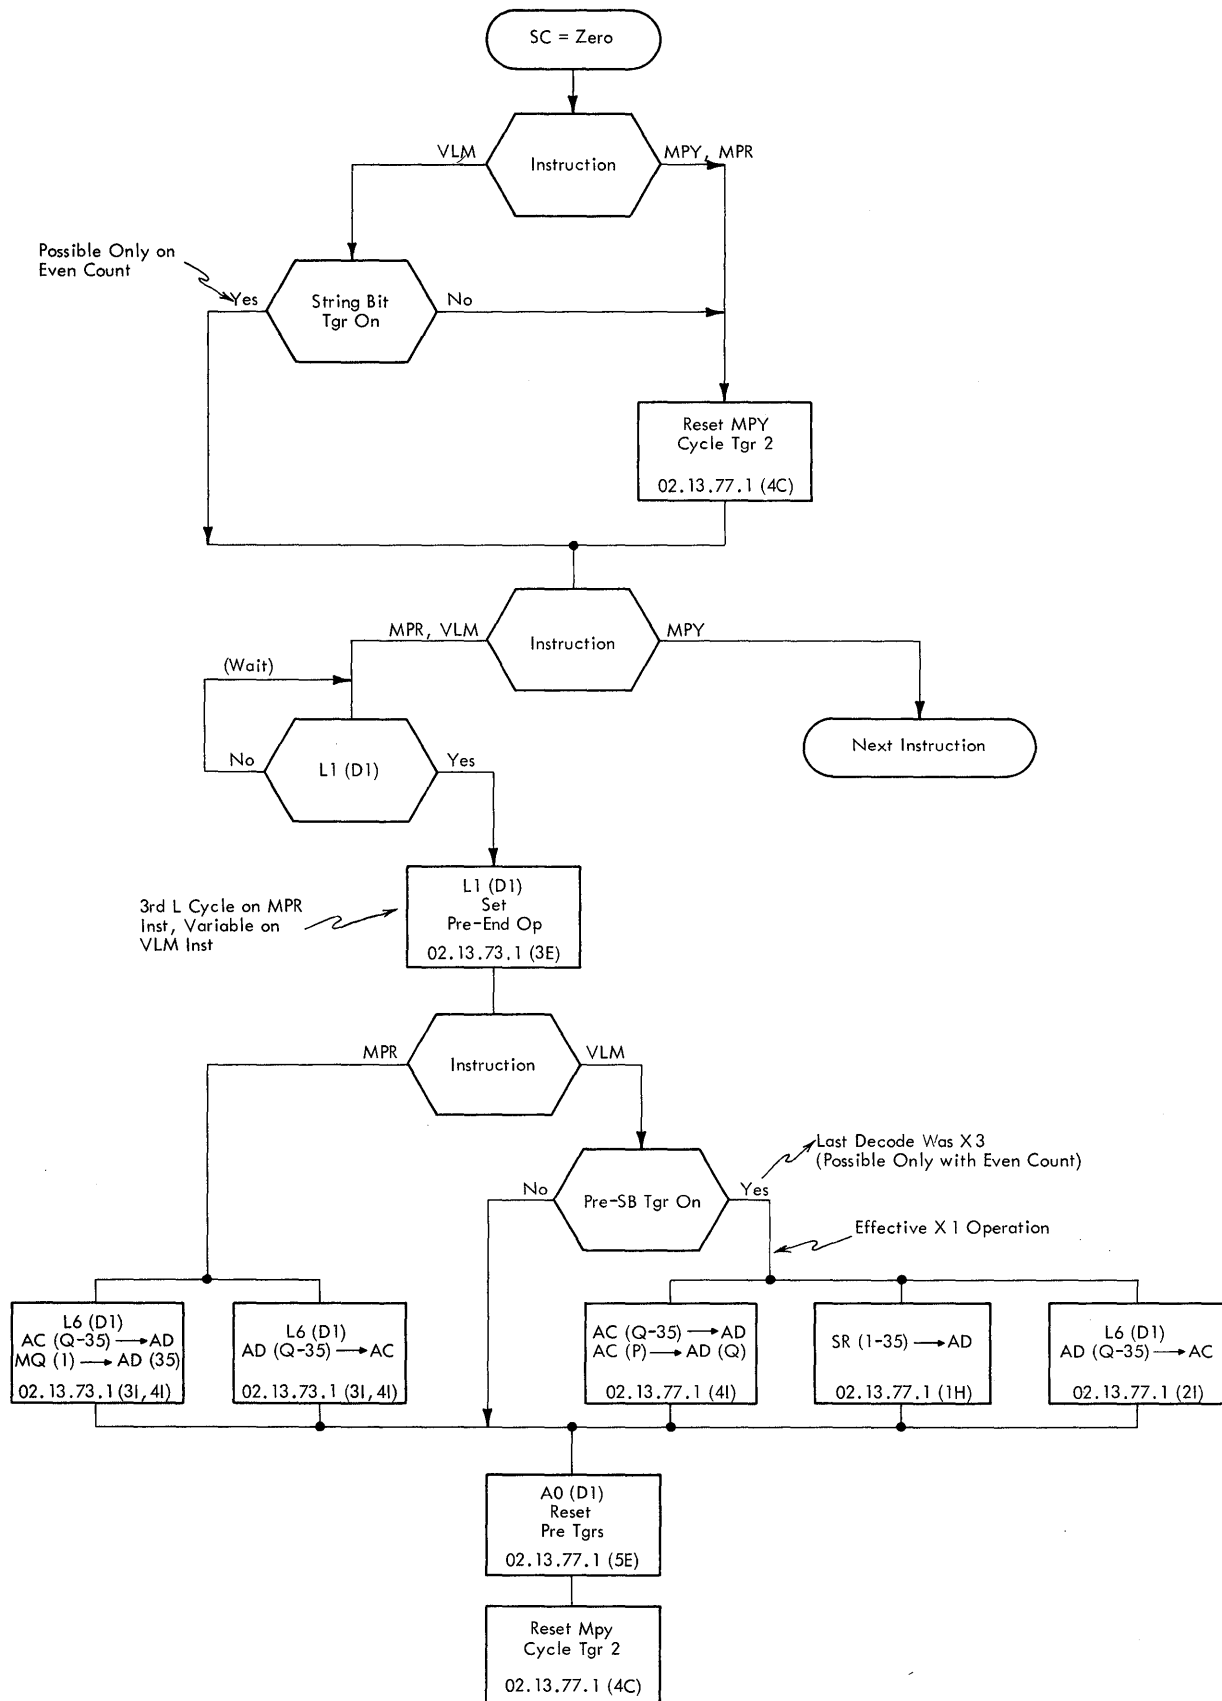 SC = Zero
VLM
Instruction
MPY, MPR
Possible Only on
Even Count
Yes
String Bit
Tgr On
No
Reset MPY
Cycle Tgr 2
02.13.77.1 (4C)
MPR, VLM
Instruction
MPY
(Wait)
No
L1 (D1)
Yes
Next Instruction
3rd L Cycle on MPR
Inst, Variable on
VLM Inst
L1 (D1)
Set
Pre-End Op
02.13.73.1 (3E)
MPR
Instruction
VLM
Last Decode Was X3
(Possible Only with Even Count)
No
Pre-SB Tgr On
Yes
Effective X 1 Operation
L6 (D1)
AC (Q-35) → AD
MQ (1) → AD (35)
02.13.73.1 (3I, 4I)
L6 (D1)
AD (Q-35) → AC
02.13.73.1 (3I, 4I)
AC (Q-35) → AD
AC (P) → AD (Q)
02.13.77.1 (4I)
SR (1-35) → AD
02.13.77.1 (1H)
L6 (D1)
AD (Q-35) → AC
02.13.77.1 (2I)
A0 (D1)
Reset
Pre Tgrs
02.13.77.1 (5E)
Reset Mpy
Cycle Tgr 2
02.13.77.1 (4C)